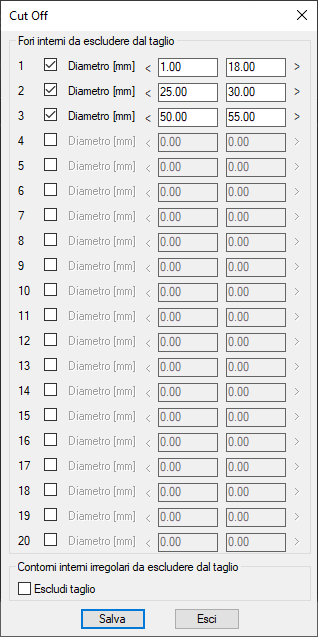 Cut Off
Fori interni da escludere dal taglio
1 Diametro [mm] < 1.00 18.00 >
2 Diametro [mm] < 25.00 30.00 >
3 Diametro [mm] < 50.00 55.00 >
4 Diametro [mm] < 0.00 0.00 >
5 Diametro [mm] < 0.00 0.00 >
6 Diametro [mm] < 0.00 0.00 >
7 Diametro [mm] < 0.00 0.00 >
8 Diametro [mm] < 0.00 0.00 >
9 Diametro [mm] < 0.00 0.00 >
10 Diametro [mm] < 0.00 0.00 >
11 Diametro [mm] < 0.00 0.00 >
12 Diametro [mm] < 0.00 0.00 >
13 Diametro [mm] < 0.00 0.00 >
14 Diametro [mm] < 0.00 0.00 >
15 Diametro [mm] < 0.00 0.00 >
16 Diametro [mm] < 0.00 0.00 >
17 Diametro [mm] < 0.00 0.00 >
18 Diametro [mm] < 0.00 0.00 >
19 Diametro [mm] < 0.00 0.00 >
20 Diametro [mm] < 0.00 0.00 >
Contorni interni irregolari da escludere dal taglio
Escludi taglio
Salva Esci